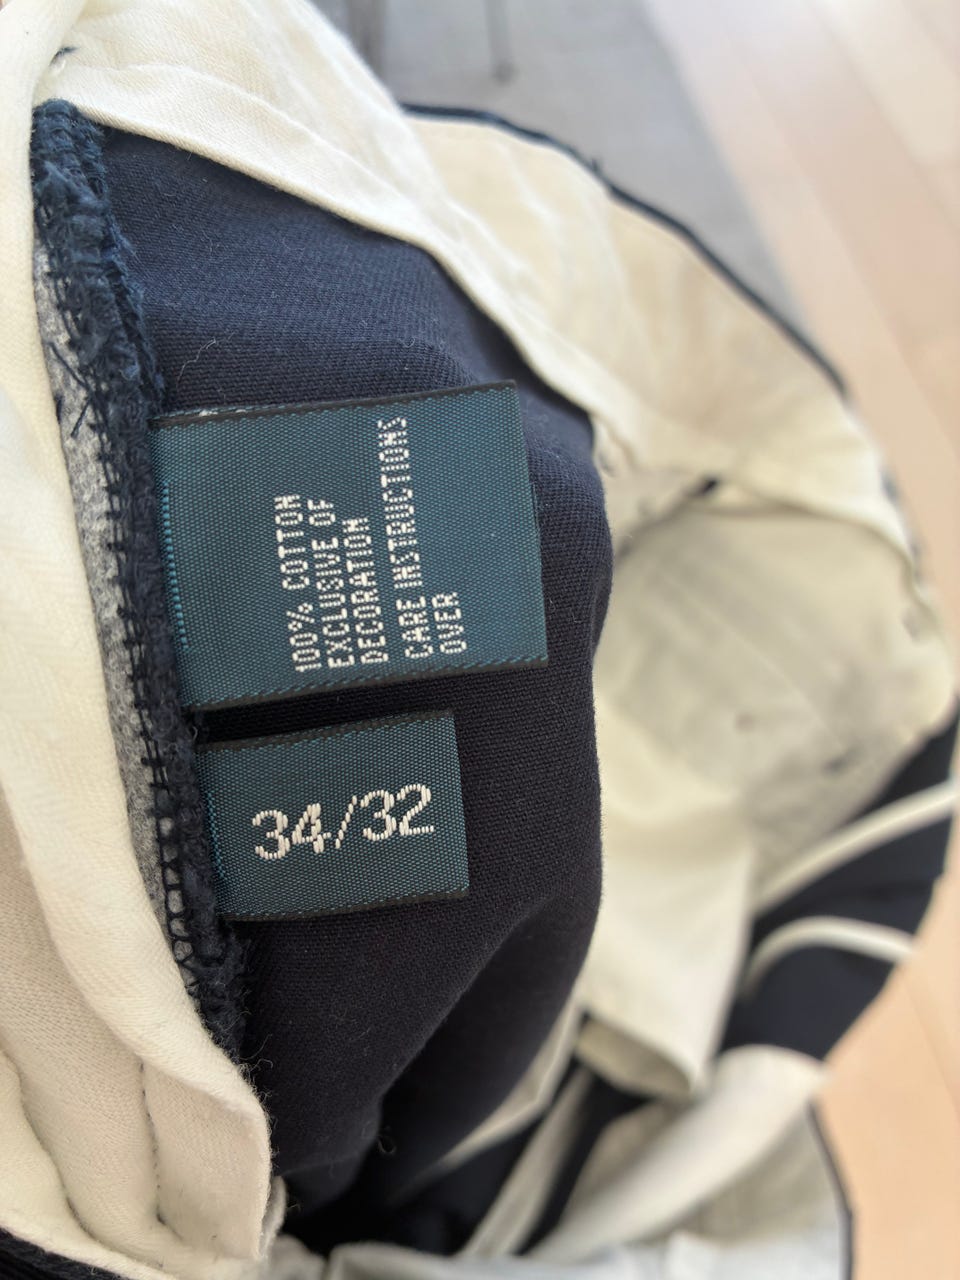 100% COTTON
EXCLUSIVE OF
DECORATION
CARE INSTRUCTIONS
OVER
34/32